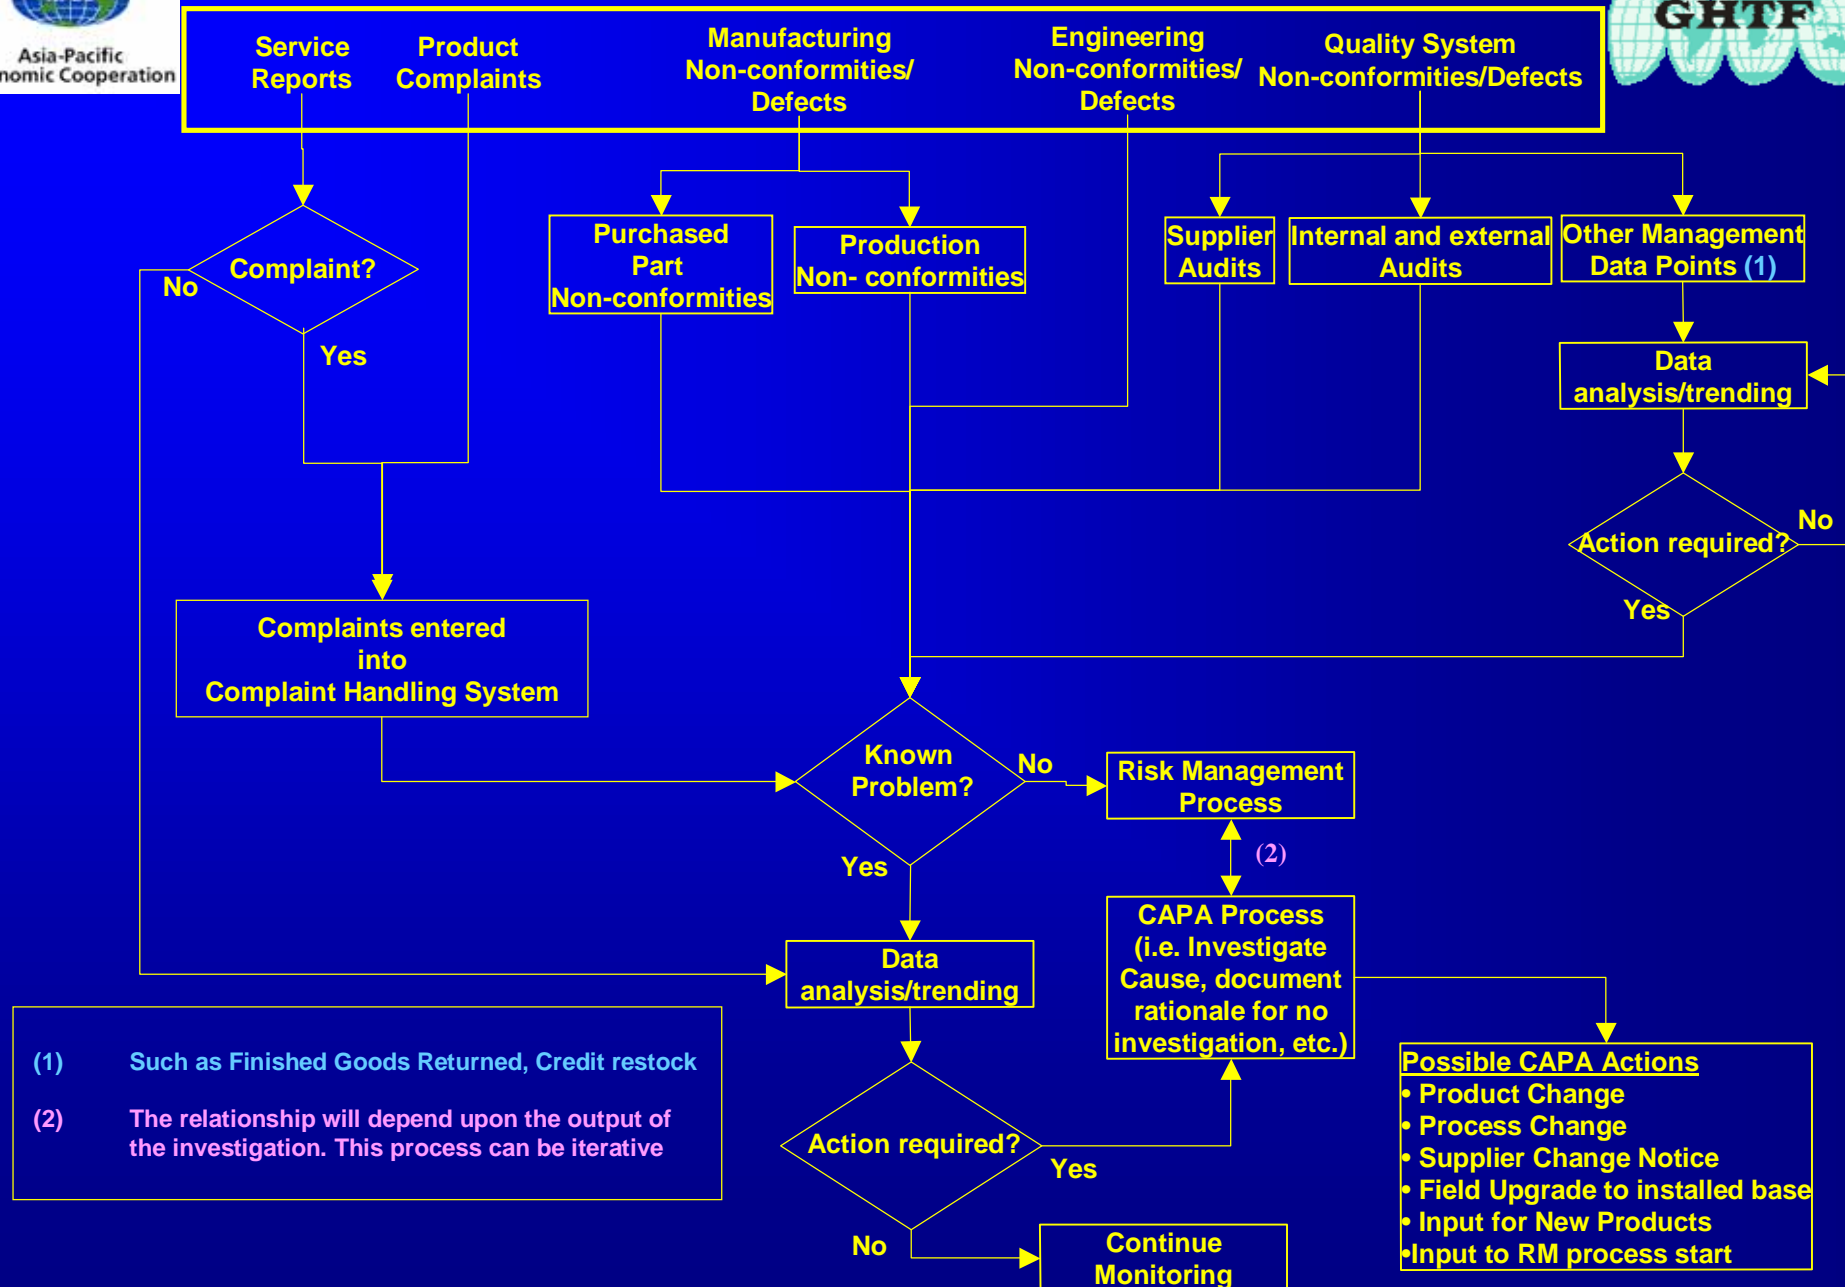 Asia-Pacific
nomic Cooperation
GHTF
Service
Reports
Product
Complaints
Manufacturing
Non-conformities/
Defects
Engineering
Non-conformities/
Defects
Quality System
Non-conformities/Defects
Complaint?
No
Yes
Purchased
Part
Non-conformities
Production
Non- conformities
Supplier
Audits
Internal and external
Audits
Other Management
Data Points (1)
Data
analysis/trending
Action required?
No
Yes
Complaints entered
into
Complaint Handling System
Known
Problem?
No
Yes
Risk Management
Process
(2)
CAPA Process
(i.e. Investigate
Cause, document
rationale for no
investigation, etc.)
Data
analysis/trending
Action required?
Yes
No
Continue
Monitoring
Possible CAPA Actions
• Product Change
• Process Change
• Supplier Change Notice
• Field Upgrade to installed base
• Input for New Products
•Input to RM process start
(1) Such as Finished Goods Returned, Credit restock
(2) The relationship will depend upon the output of
the investigation. This process can be iterative